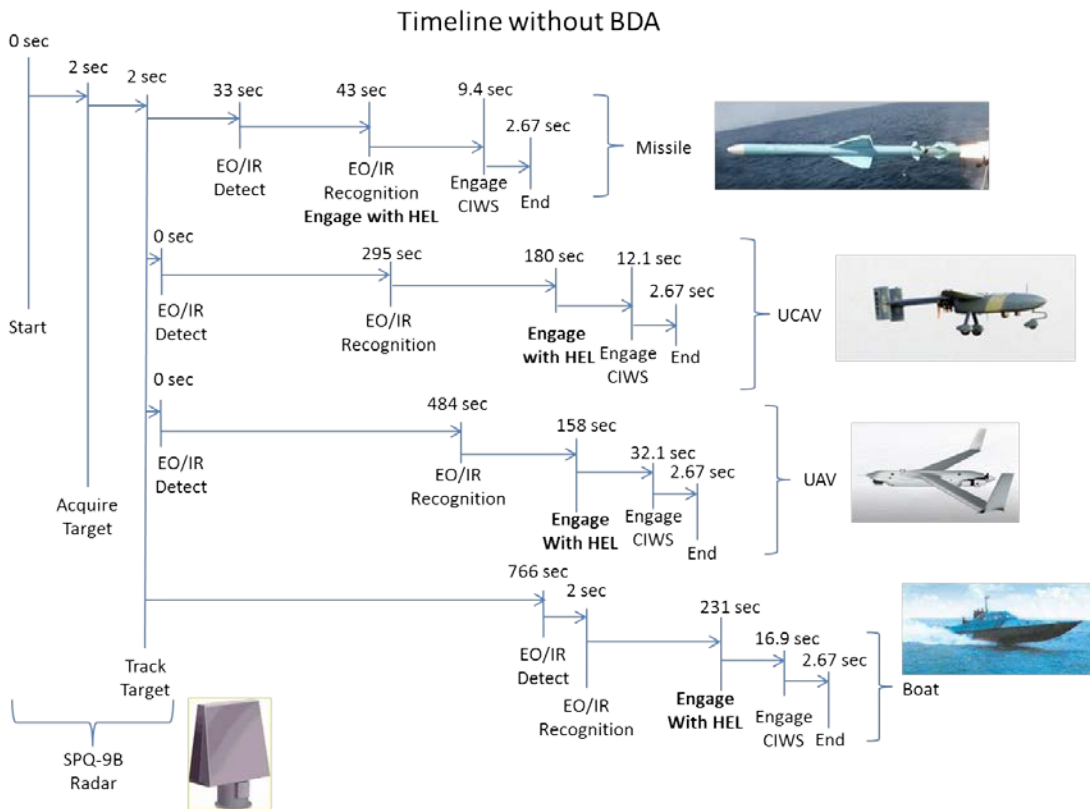 Timeline without BDA
0 sec
2 sec
2 sec
33 sec
43 sec
9.4 sec
2.67 sec
EO/IR
Detect
EO/IR
Recognition
Engage with HEL
Engage
CIWS
End
Missile
0 sec
295 sec
180 sec
12.1 sec
2.67 sec
EO/IR
Detect
EO/IR
Recognition
Engage
with HEL
Engage
CIWS
End
UCAV
Start
0 sec
484 sec
158 sec
32.1 sec
2.67 sec
EO/IR
Detect
EO/IR
Recognition
Engage
With HEL
Engage
CIWS
End
UAV
Acquire
Target
766 sec
2 sec
231 sec
16.9 sec
2.67 sec
EO/IR
Detect
EO/IR
Recognition
Engage
With HEL
Engage
CIWS
End
Boat
Track
Target
SPQ-9B
Radar